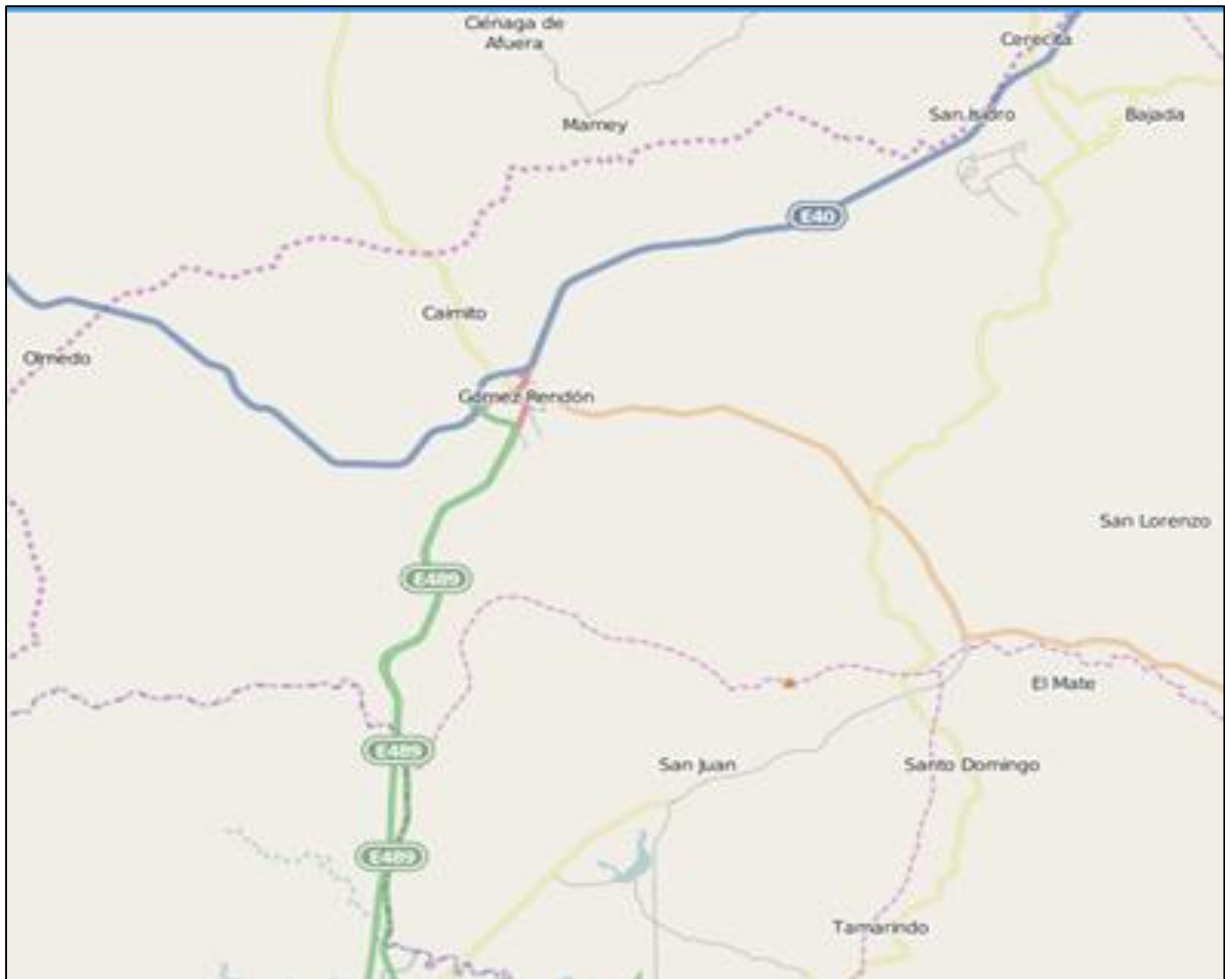 Ciénaga de
Afuera
Cerecita
Mamey
San Isidro
Bajada
E40
Caimito
Olmedo
Gómez Rendón
San Lorenzo
E489
El Mate
E489
San Juan
Santo Domingo
E489
Tamarindo